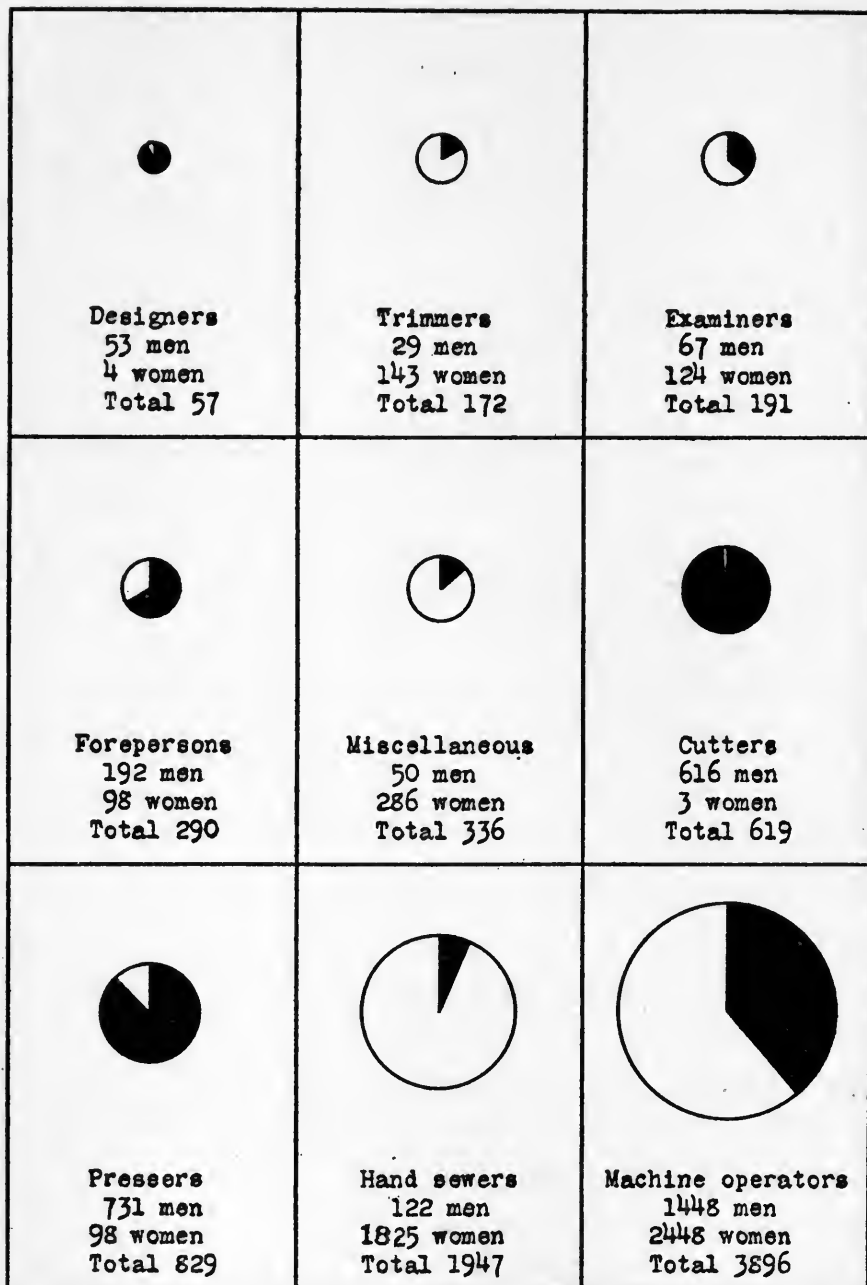 Designers
53 men
4 women
Total 57
Trimmers
29 men
143 women
Total 172
Examiners
67 men
124 women
Total 191
Forepersons
192 men
98 women
Total 290
Miscellaneous
50 men
286 women
Total 336
Cutters
616 men
3 women
Total 619
Pressers
731 men
98 women
Total 829
Hand sewers
122 men
1825 women
Total 1947
Machine operators
1448 men
2448 women
Total 3896